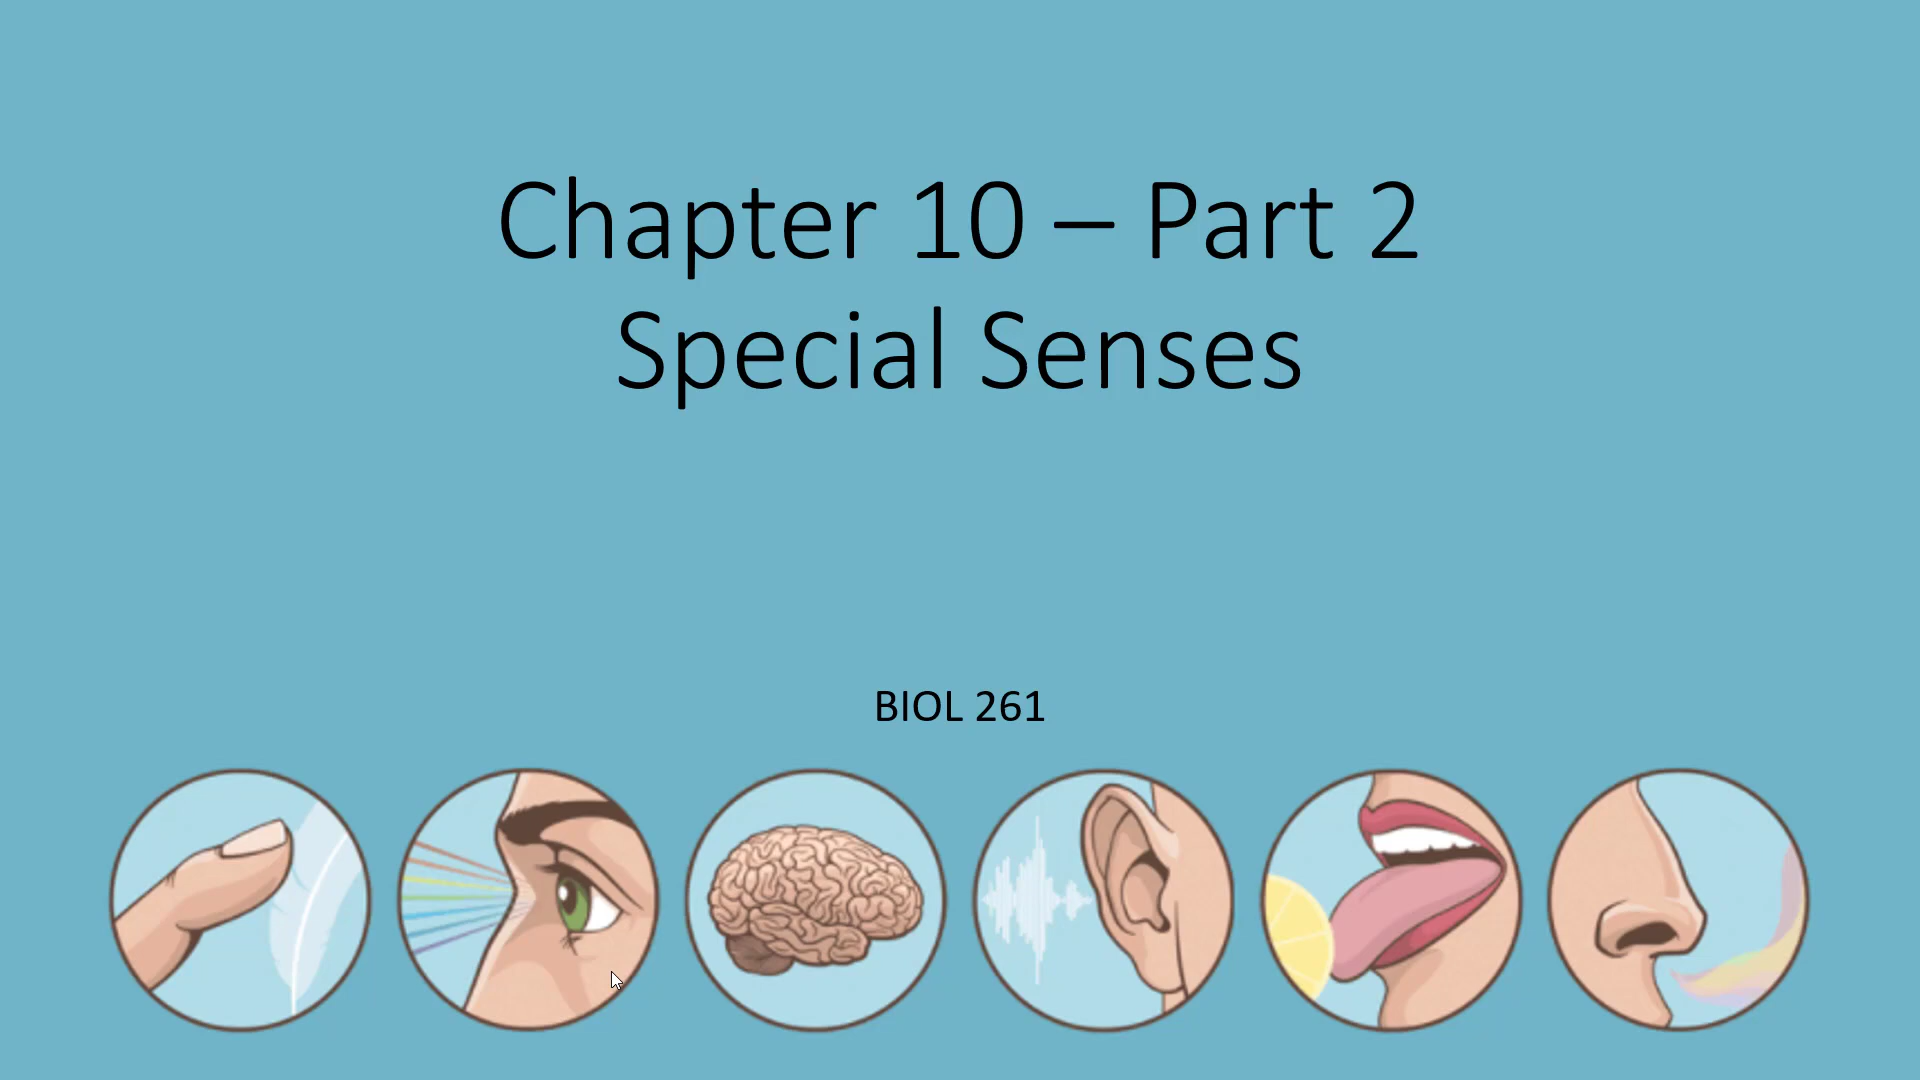 Chapter 10 – Part 2
Special Senses
BIOL 261